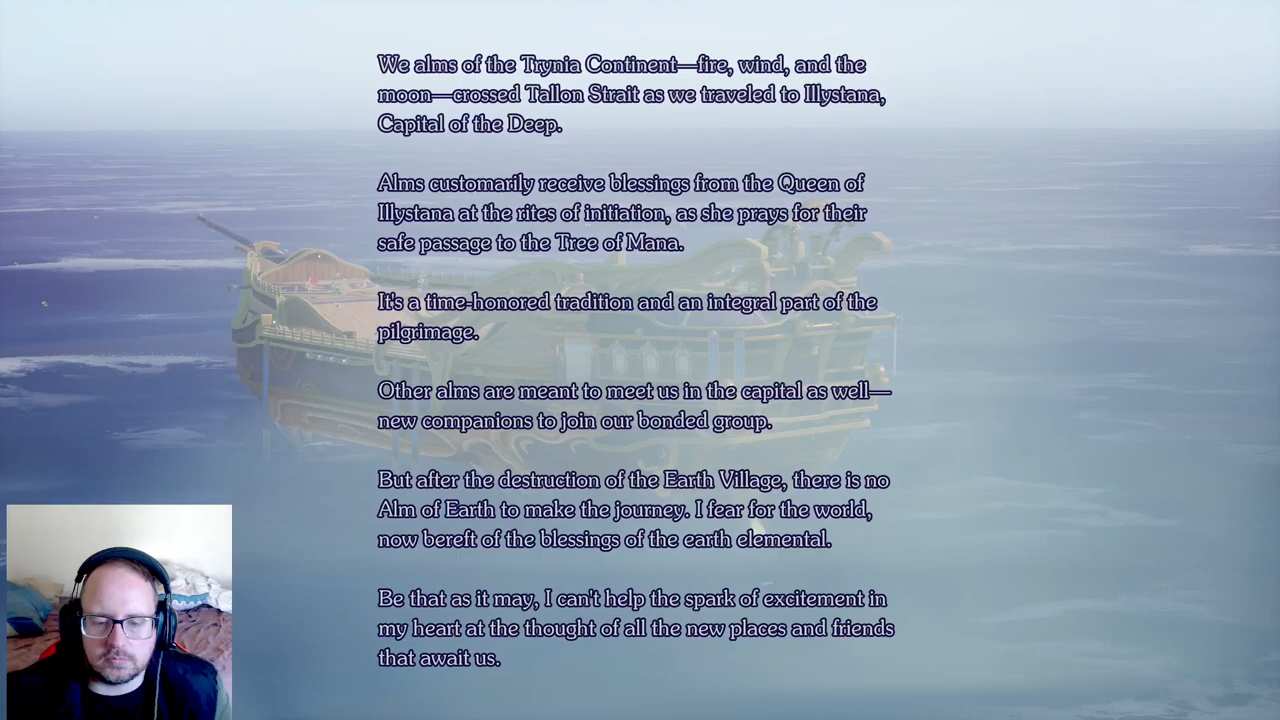 We alms of the Trynia Continent—fire, wind, and the
moon—crossed Tallon Strait as we traveled to Illystana,
Capital of the Deep.
Alms customarily receive blessings from the Queen of
Illystana at the rites of initiation, as she prays for their
safe passage to the Tree of Mana.
It's a time-honored tradition and an integral part of the
pilgrimage.
Other alms are meant to meet us in the capital as well—
new companions to join our bonded group.
But after the destruction of the Earth Village, there is no
Alm of Earth to make the journey. I fear for the world,
now bereft of the blessings of the earth elemental.
Be that as it may, I can't help the spark of excitement in
my heart at the thought of all the new places and friends
that await us.